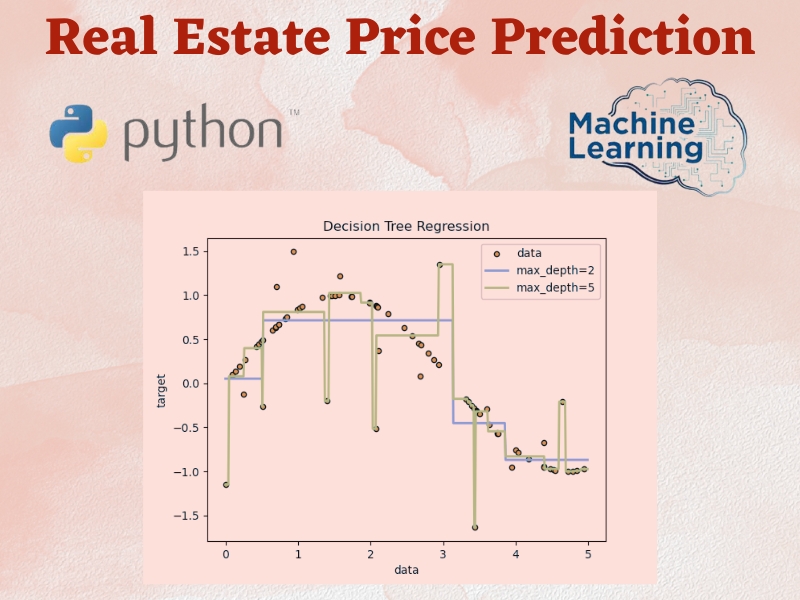 Real Estate Price Prediction
python™
Machine
Learning
Decision Tree Regression
data
max_depth=2
max_depth=5
1.5
1.0
0.5
0.0
−0.5
−1.0
−1.5
target
0 1 2 3 4 5
data